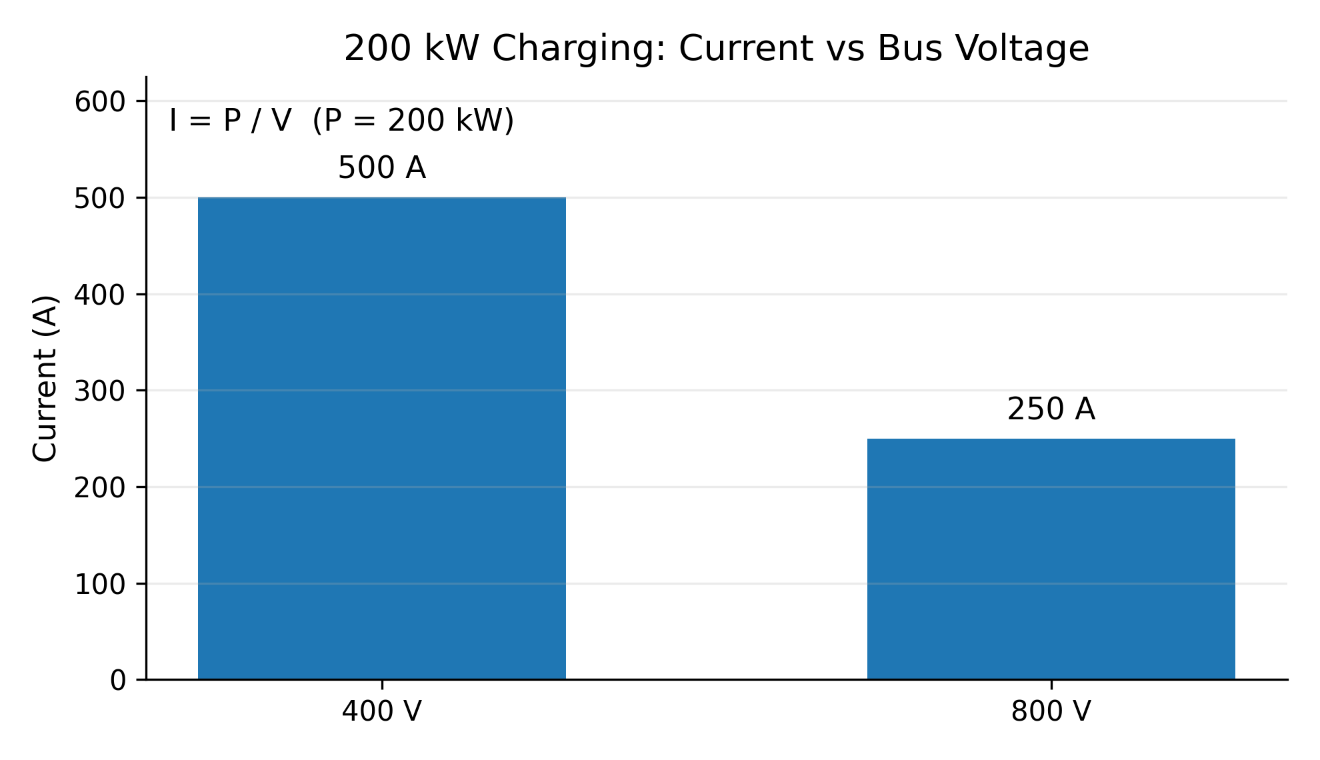 200 kW Charging: Current vs Bus Voltage
I = P / V  (P = 200 kW)
500 A
250 A
Current (A)
600
500
400
300
200
100
0
400 V
800 V